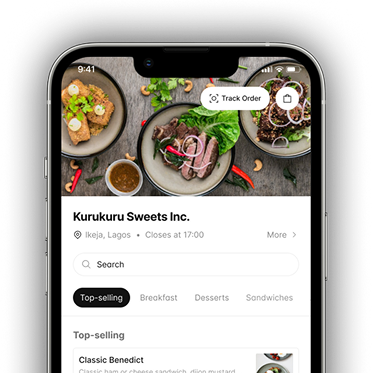 9:41
Track Order
Kurukuru Sweets Inc.
Ikeja, Lagos • Closes at 17:00 More
Search
Top-selling Breakfast Desserts Sandwiches
Top-selling
Classic Benedict
Classic ham or cheese sandwich, dijon mustard